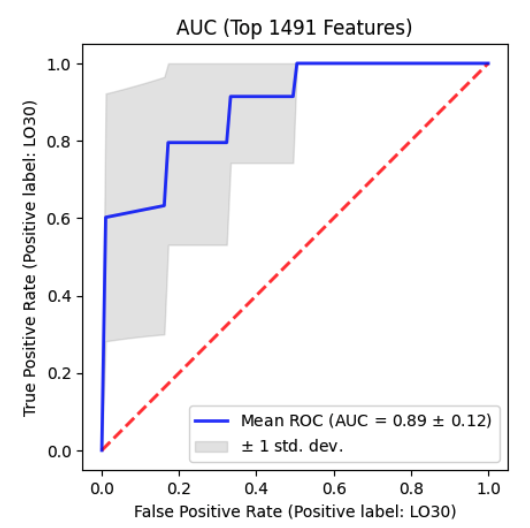 AUC (Top 1491 Features)
True Positive Rate (Positive label: LO30)
1.0
0.8
0.6
0.4
0.2
0.0
Mean ROC (AUC = 0.89 ± 0.12)
± 1 std. dev.
0.0 0.2 0.4 0.6 0.8 1.0
False Positive Rate (Positive label: LO30)